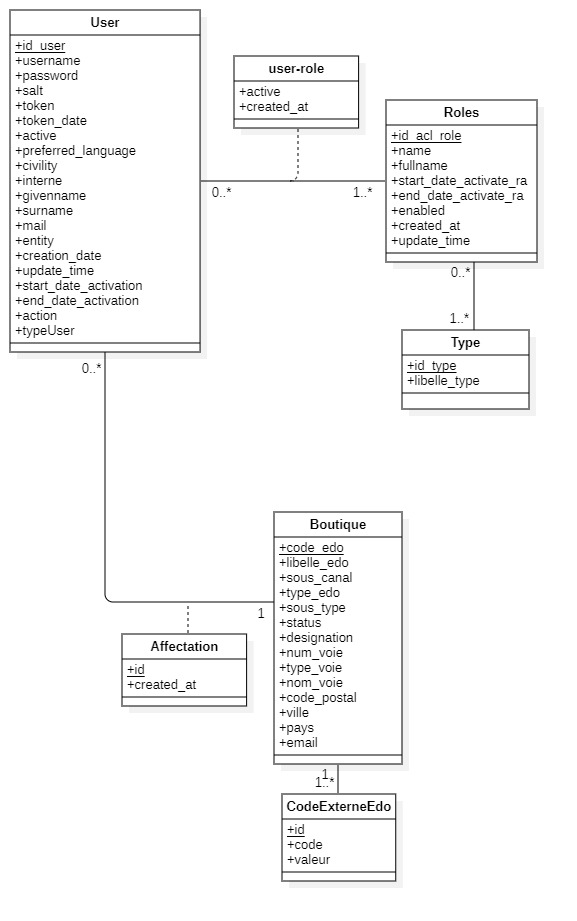 User
+id_user
+username
+password
+salt
+token
+token_date
+active
+preferred_language
+civility
+interne
+givenname
+surname
+mail
+entity
+creation_date
+update_time
+start_date_activation
+end_date_activation
+action
+typeUser
user-role
+active
+created_at
0..*
1..*
Roles
+id_acl_role
+name
+fullname
+start_date_activate_ra
+end_date_activate_ra
+enabled
+created_at
+update_time
0..*
1..*
Type
+id_type
+libelle_type
0..*
1
Affectation
+id
+created_at
Boutique
+code_edo
+libelle_edo
+sous_canal
+type_edo
+sous_type
+status
+designation
+num_voie
+type_voie
+nom_voie
+code_postal
+ville
+pays
+email
1
1..*
CodeExterneEdo
+id
+code
+valeur